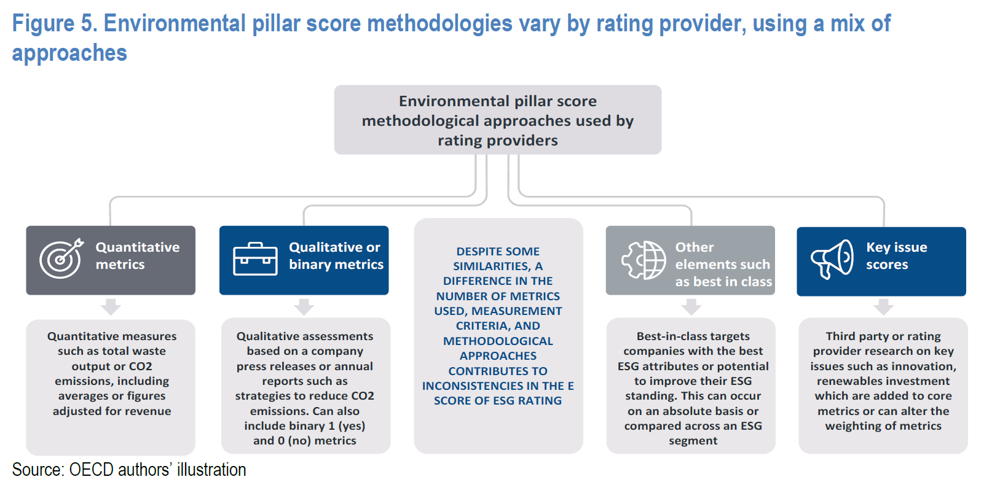 Figure 5. Environmental pillar score methodologies vary by rating provider, using a mix of
approaches
Environmental pillar score
methodological approaches used by
rating providers
Quantitative
metrics
Quantitative measures
such as total waste
output or CO2
emissions, including
averages or figures
adjusted for revenue
Qualitative or
binary metrics
Qualitative assessments
based on a company
press releases or annual
reports such as
strategies to reduce CO2
emissions. Can also
include binary 1 (yes)
and 0 (no) metrics
DESPITE SOME
SIMILARITIES, A
DIFFERENCE IN THE
NUMBER OF METRICS
USED, MEASUREMENT
CRITERIA, AND
METHODOLOGICAL
APPROACHES
CONTRIBUTES TO
INCONSISTENCIES IN THE E
SCORE OF ESG RATING
Other
elements such
as best in class
Best-in-class targets
companies with the best
ESG attributes or potential
to improve their ESG
standing. This can occur
on an absolute basis or
compared across an ESG
segment
Key issue
scores
Third party or rating
provider research on key
issues such as innovation,
renewables investment
which are added to core
metrics or can alter the
weighting of metrics
Source: OECD authors’ illustration